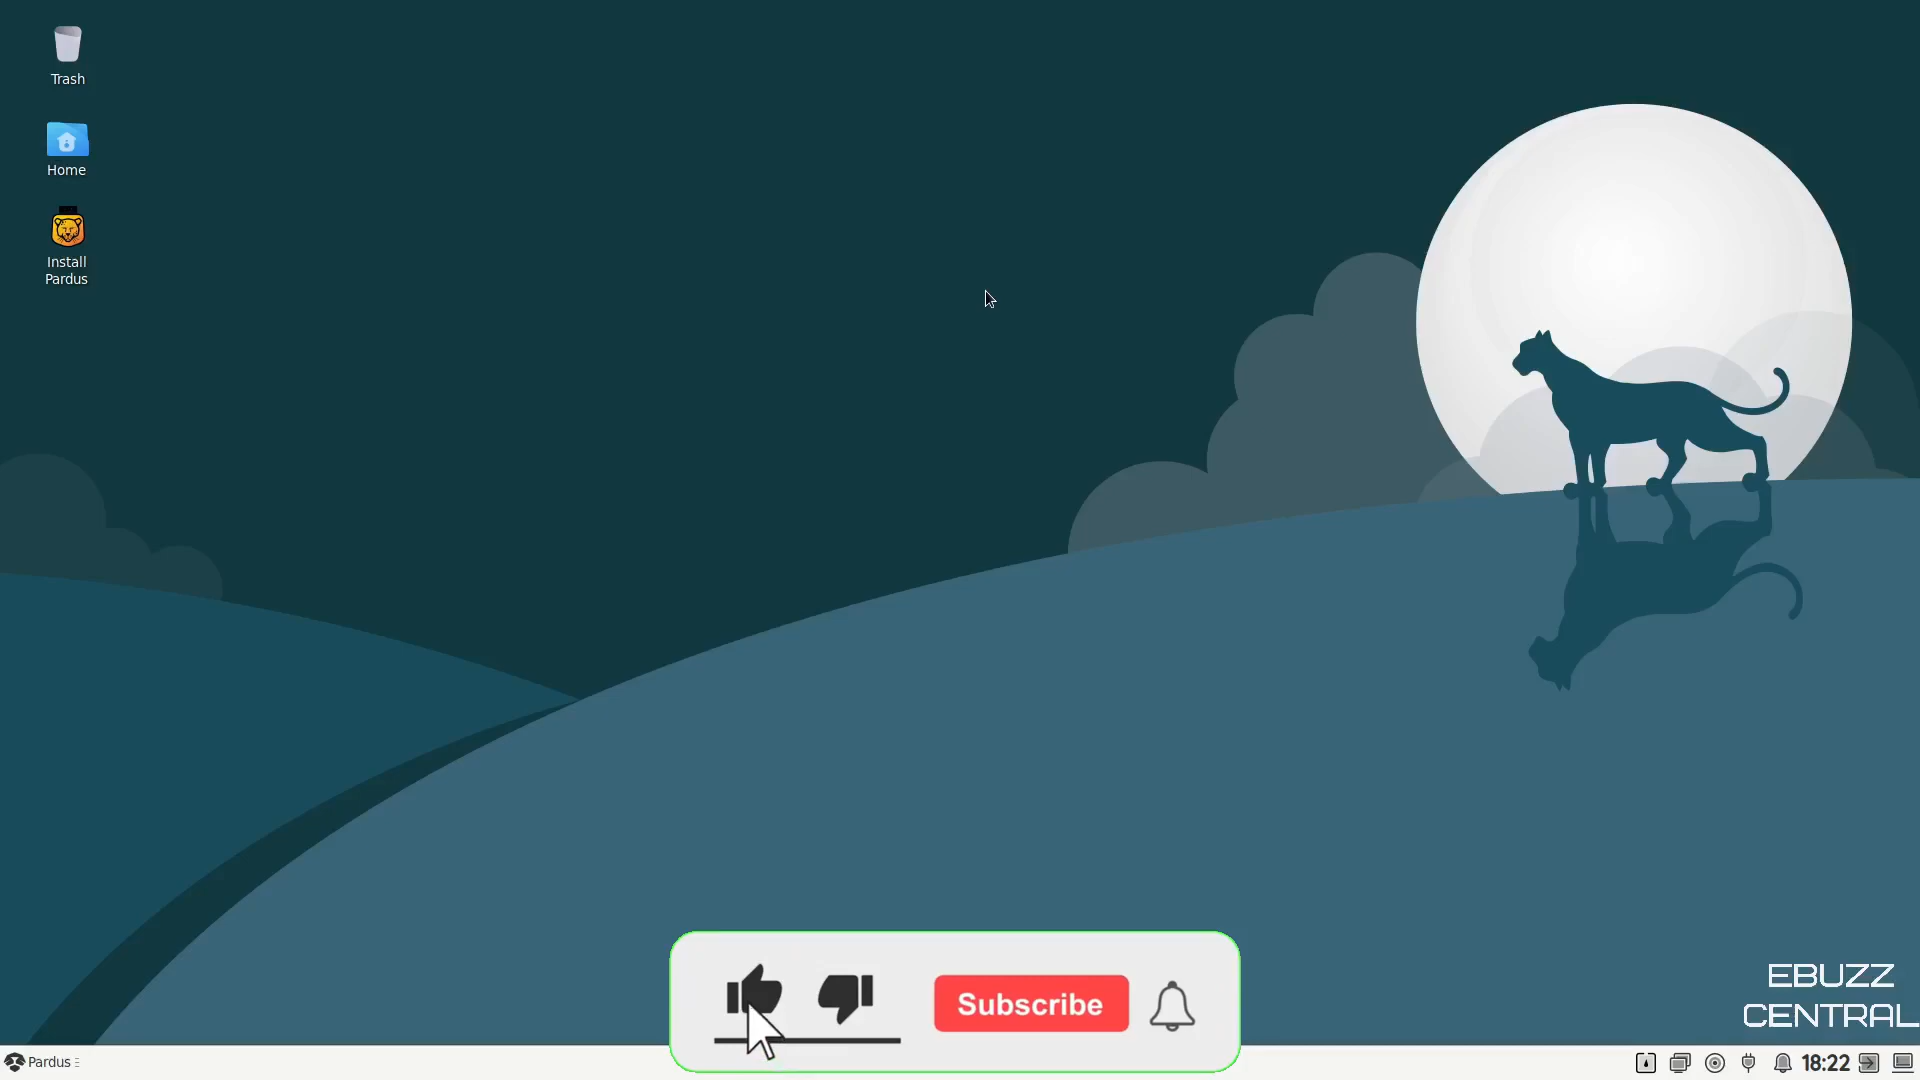 Trash
Home
Install
Pardus
Subscribe
EBUZZ
CENTRAL
Pardus
18:22